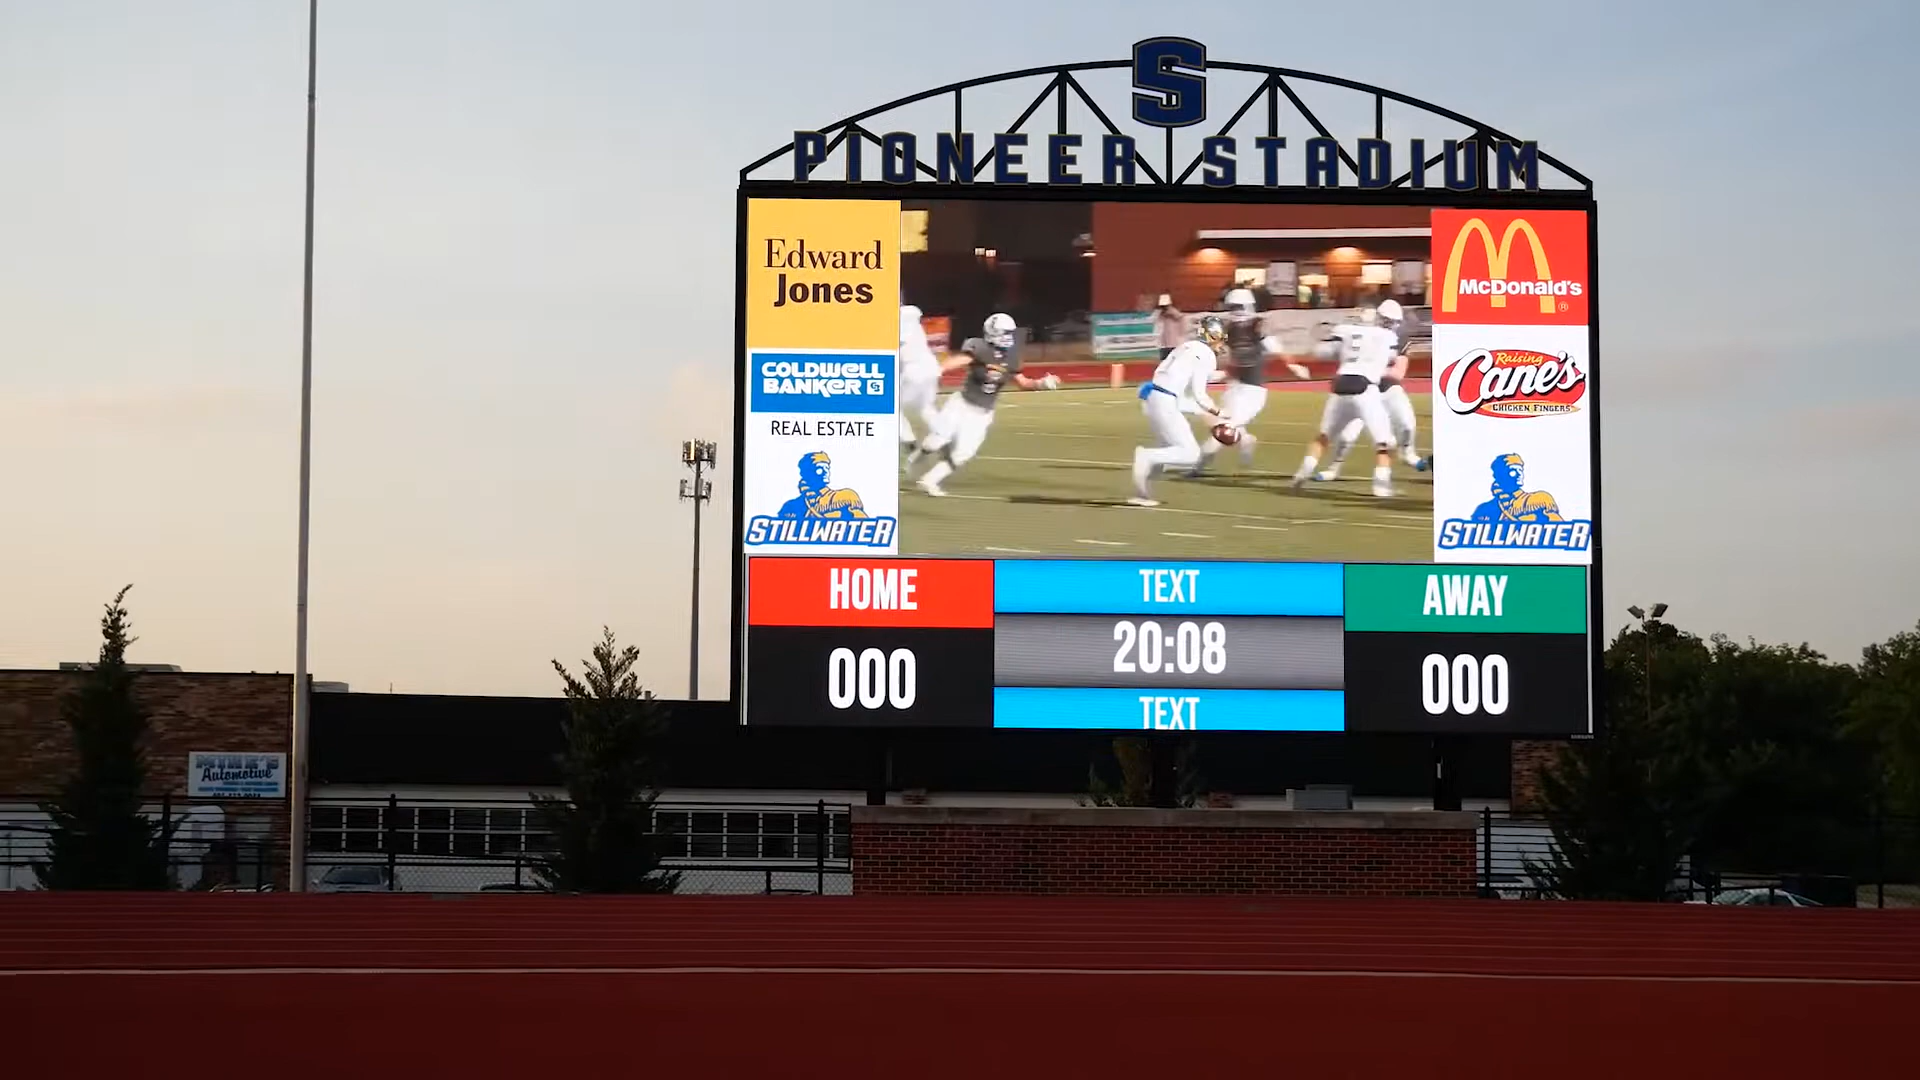 S
PIONEER STADIUM
Edward
Jones
COLDWELL
BANKER
REAL ESTATE
STILLWATER
McDonald's
®
Raising
Cane's
CHICKEN FINGERS
STILLWATER
HOME
000
TEXT
20:08
TEXT
AWAY
000
MIKE'S
Automotive